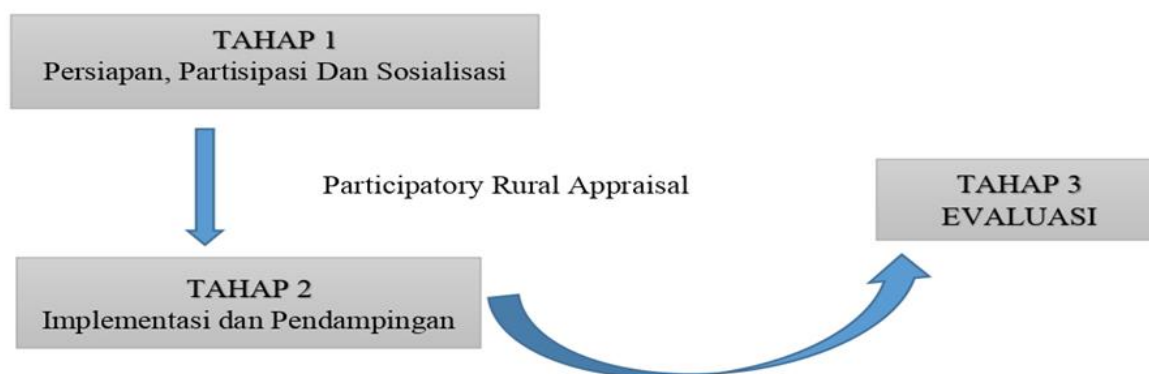 TAHAP 1
Persiapan, Partisipasi Dan Sosialisasi
Participatory Rural Appraisal
TAHAP 2
Implementasi dan Pendampingan
TAHAP 3
EVALUASI